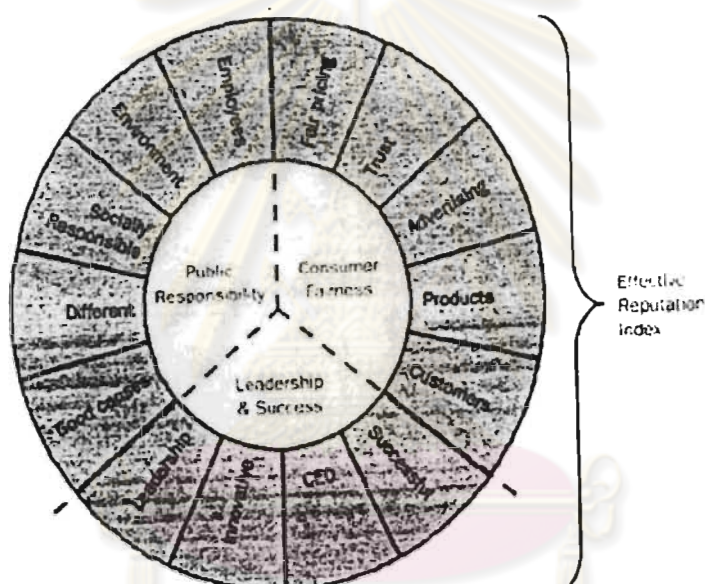 Employees
Fair pricing
Trust
Advertising
Products
Customers
Successful
CEO
Innovative
Leadership
Good causes
Different
Socially
Responsible
Environment
Public
Responsibility
Consumer
Fairness
Leadership
& Success
Effective
Reputation
Index